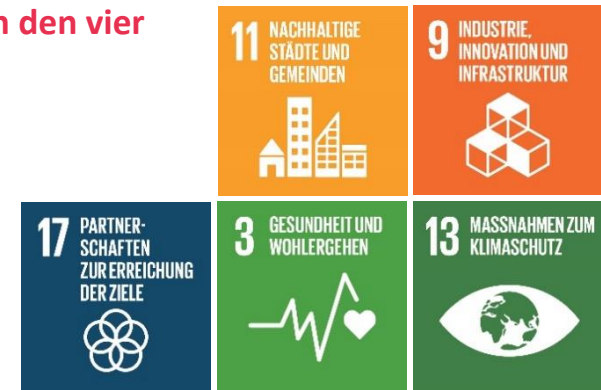 n den vier
11 NACHHALTIGE
STÄDTE UND
GEMEINDEN
9 INDUSTRIE,
INNOVATION UND
INFRASTRUKTUR
17 PARTNER-
SCHAFTEN
ZUR ERREICHUNG
DER ZIELE
3 GESUNDHEIT UND
WOHLERGEHEN
13 MASSNAHMEN ZUM
KLIMASCHUTZ